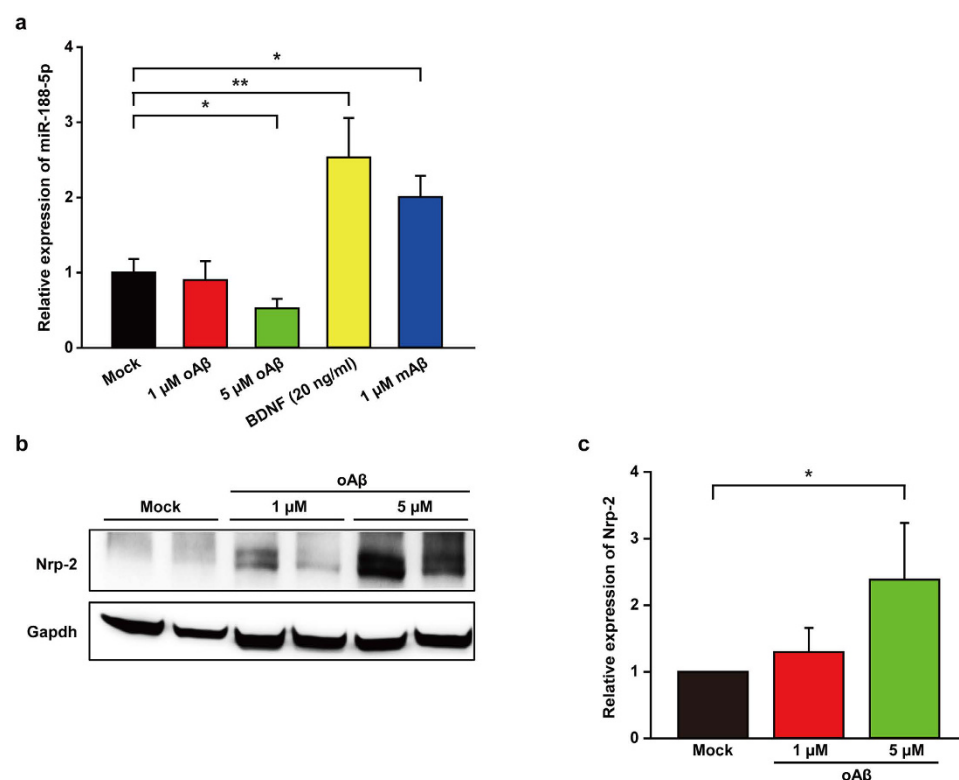 a
Relative expression of miR-188-5p
4
3
2
1
0
*
**
*
Mock
1 μM oAβ
5 μM oAβ
BDNF (20 ng/ml)
1 μM mAβ
b
oAβ
Mock 1 μM 5 μM
Nrp-2
Gapdh
c
Relative expression of Nrp-2
4
3
2
1
0
*
Mock 1 μM 5 μM
oAβ